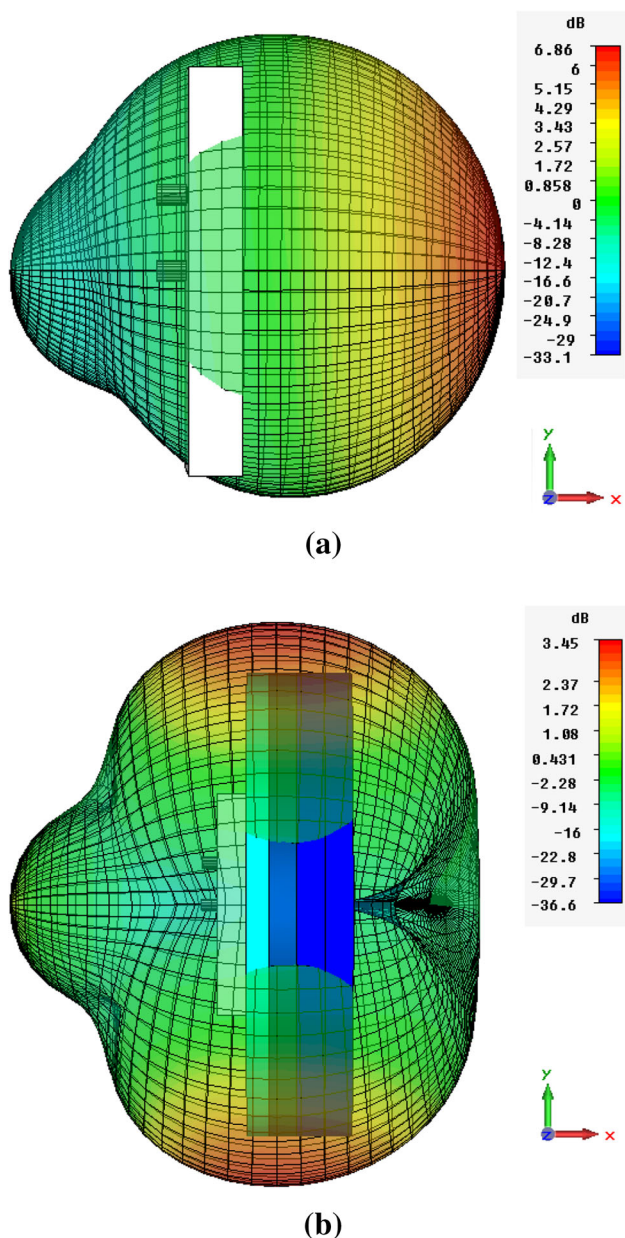 dB
6.86
6
5.15
4.29
3.43
2.57
1.72
0.858
0
-4.14
-8.28
-12.4
-16.6
-20.7
-24.9
-29
-33.1
Y
Z
X
(a)
dB
3.45
2.37
1.72
1.08
0.431
-2.28
-9.14
-16
-22.8
-29.7
-36.6
Y
Z
X
(b)